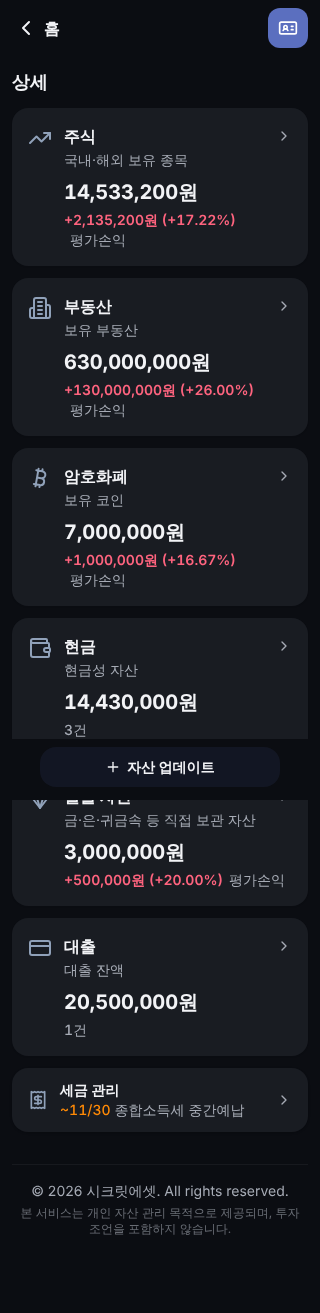 홈
상세
주식
국내·해외 보유 종목
14,533,200원
+2,135,200원 (+17.22%)
평가손익
부동산
보유 부동산
630,000,000원
+130,000,000원 (+26.00%)
평가손익
암호화폐
보유 코인
7,000,000원
+1,000,000원 (+16.67%)
평가손익
현금
현금성 자산
14,430,000원
3건
+ 자산 업데이트
금·은·귀금속 등 직접 보관 자산
3,000,000원
+500,000원 (+20.00%) 평가손익
대출
대출 잔액
20,500,000원
1건
세금 관리
~11/30 종합소득세 중간예납
© 2026 시크릿에셋. All rights reserved.
본 서비스는 개인 자산 관리 목적으로 제공되며, 투자
조언을 포함하지 않습니다.